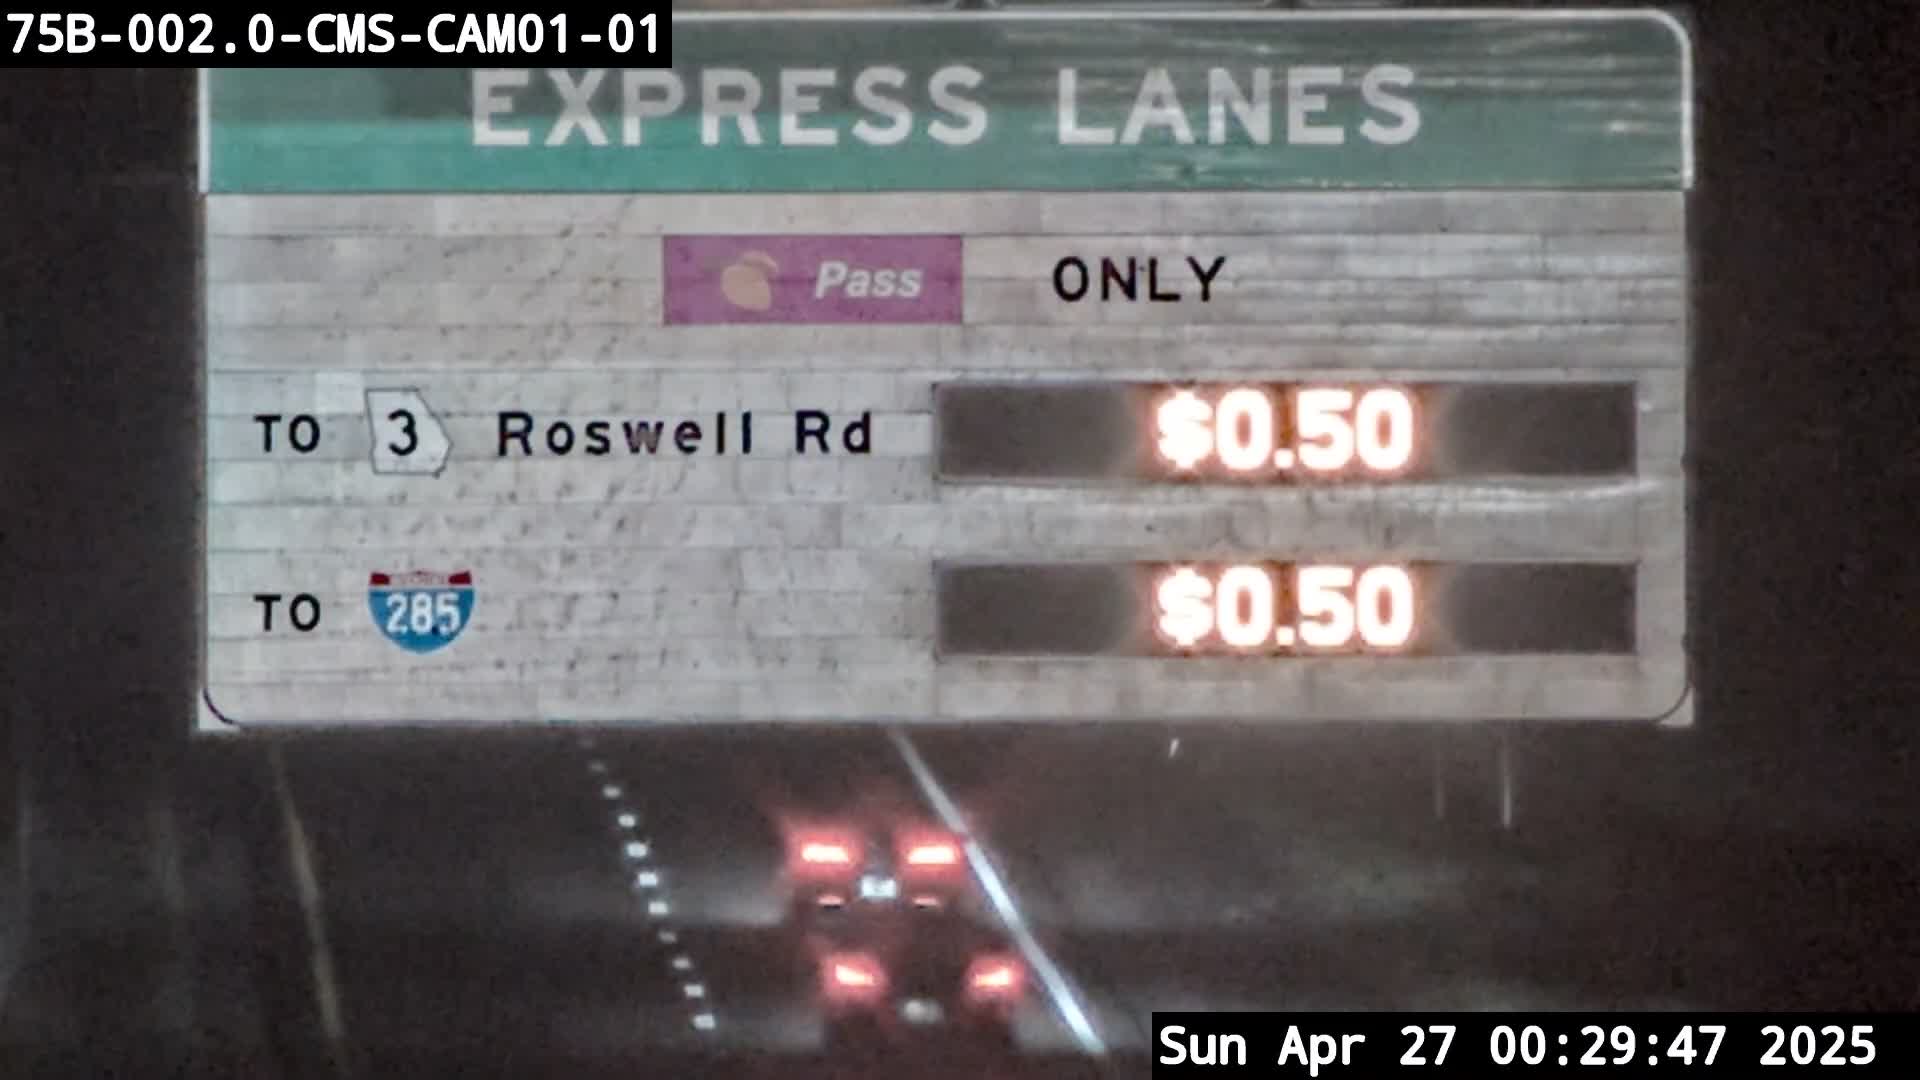 75B-002.0-CMS-CAM01-01
EXPRESS LANES
Pass ONLY
TO 3 Roswell Rd $0.50
TO 285 $0.50
Sun Apr 27 00:29:47 2025